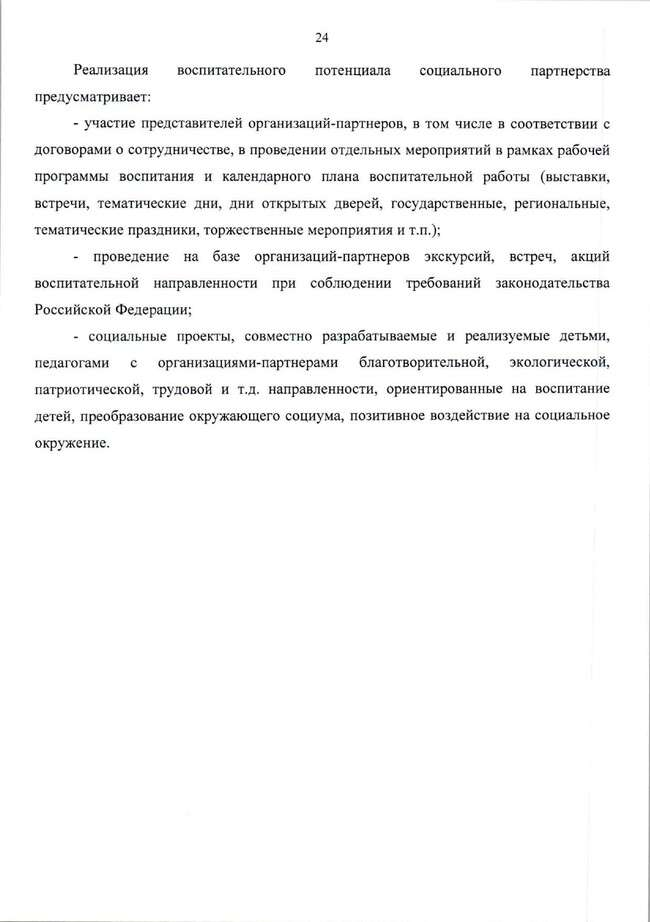 24
Реализация воспитательного потенциала социального партнерства
предусматривает:
- участие представителей организаций-партнеров, в том числе в соответствии с
договорами о сотрудничестве, в проведении отдельных мероприятий в рамках рабочей
программы воспитания и календарного плана воспитательной работы (выставки,
встречи, тематические дни, дни открытых дверей, государственные, региональные,
тематические праздники, торжественные мероприятия и т.п.);
- проведение на базе организаций-партнеров экскурсий, встреч, акций
воспитательной направленности при соблюдении требований законодательства
Российской Федерации;
- социальные проекты, совместно разрабатываемые и реализуемые детьми,
педагогами с организациями-партнерами благотворительной, экологической,
патриотической, трудовой и т.д. направленности, ориентированные на воспитание
детей, преобразование окружающего социума, позитивное воздействие на социальное
окружение.